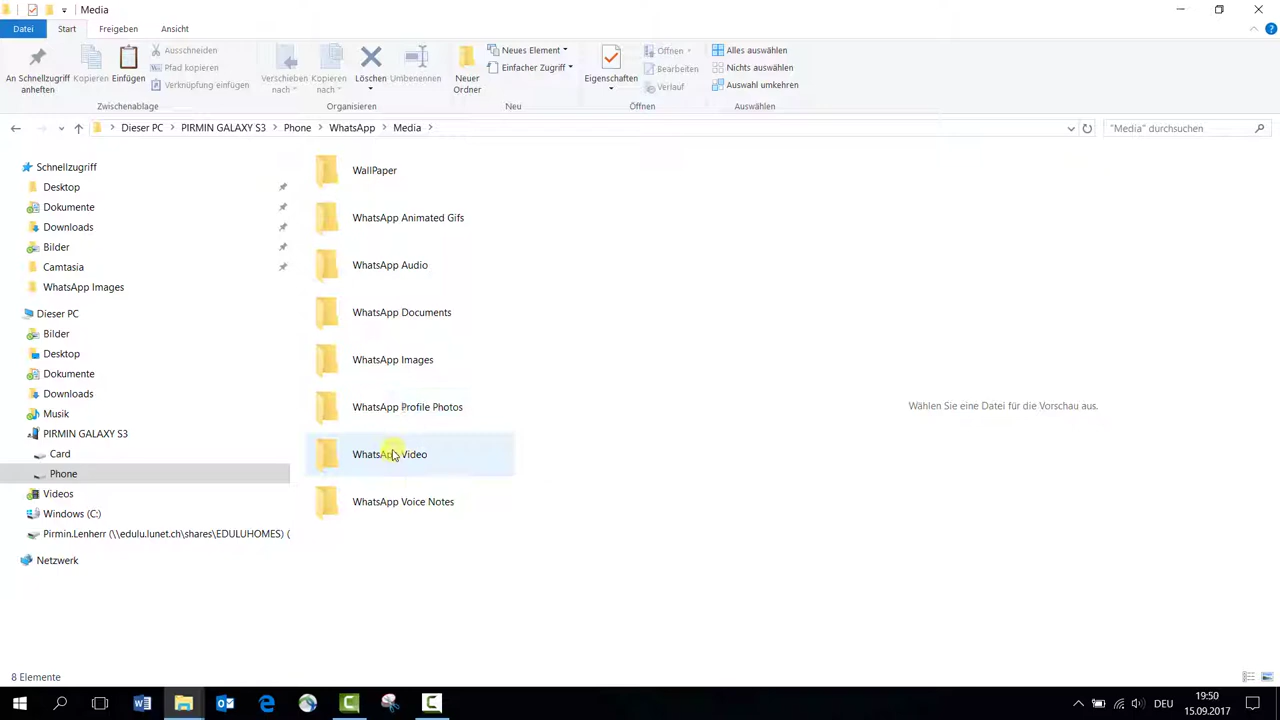 Media
Datei Start Freigeben Ansicht
An Schnellzugriff anheften
Kopieren
Einfügen
Ausschneiden
Pfad kopieren
Verknüpfung einfügen
Zwischenablage
Verschieben nach
Kopieren nach
Löschen
Umbenennen
Organisieren
Neuer Ordner
Neues Element
Einfacher Zugriff
Neu
Eigenschaften
Öffnen
Bearbeiten
Verlauf
Öffnen
Alles auswählen
Nichts auswählen
Auswahl umkehren
Auswählen
Dieser PC > PIRMIN GALAXY S3 > Phone > WhatsApp > Media >
"Media" durchsuchen
Schnellzugriff
Desktop
Dokumente
Downloads
Bilder
Camtasia
WhatsApp Images
Dieser PC
Bilder
Desktop
Dokumente
Downloads
Musik
PIRMIN GALAXY S3
Card
Phone
Videos
Windows (C:)
Pirmin.Lenherr (\\edulu.lunet.ch\shares\EDULUHOMES) (
Netzwerk
WallPaper
WhatsApp Animated Gifs
WhatsApp Audio
WhatsApp Documents
WhatsApp Images
WhatsApp Profile Photos
WhatsApp Video
WhatsApp Voice Notes
Wählen Sie eine Datei für die Vorschau aus.
8 Elemente
DEU
19:50
15.09.2017